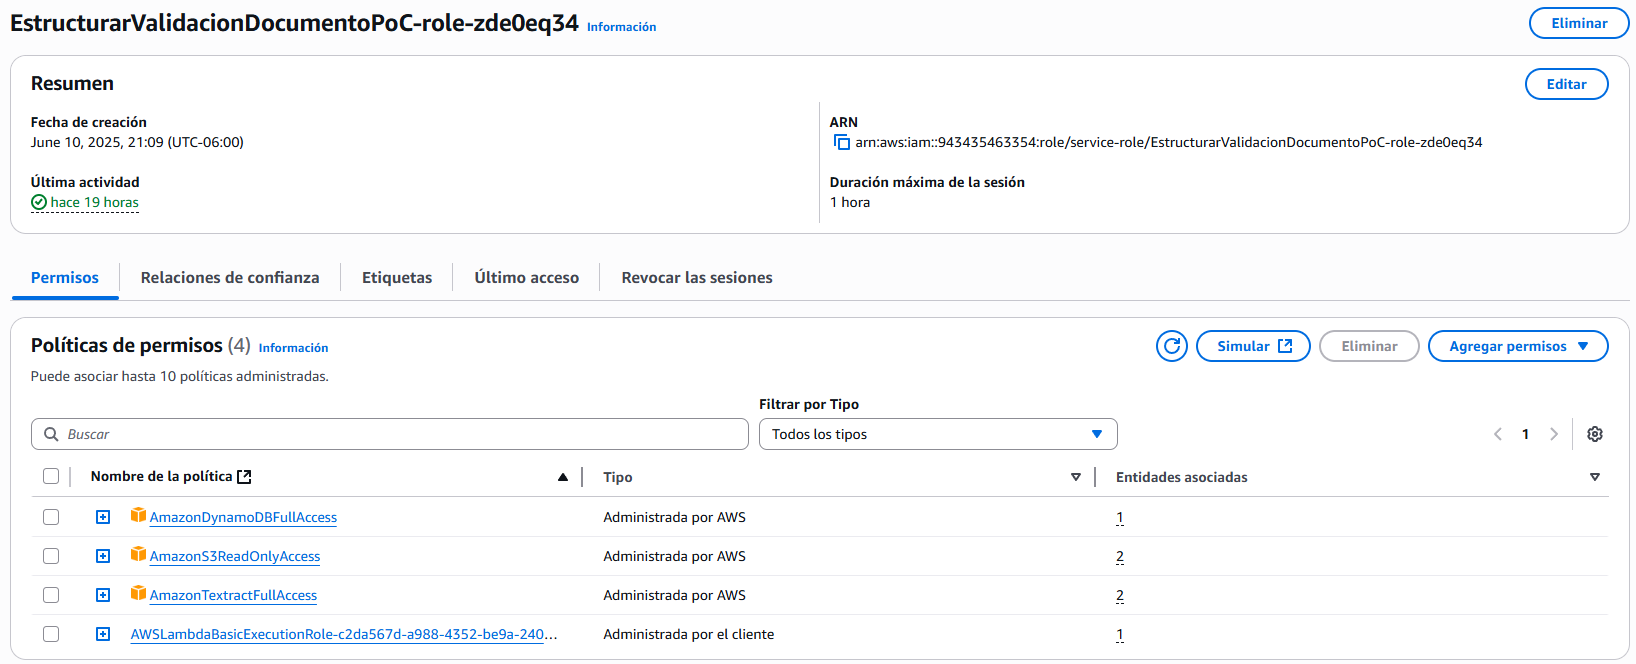 EstructurarValidacionDocumentoPoC-role-zde0eq34 Información
Eliminar
Resumen
Editar
Fecha de creación
June 10, 2025, 21:09 (UTC-06:00)
ARN
arn:aws:iam::943435463354:role/service-role/EstructurarValidacionDocumentoPoC-role-zde0eq34
Última actividad
hace 19 horas
Duración máxima de la sesión
1 hora
Permisos
Relaciones de confianza
Etiquetas
Último acceso
Revocar las sesiones
Políticas de permisos (4) Información
Puede asociar hasta 10 políticas administradas.
Simular
Eliminar
Agregar permisos
Filtrar por Tipo
Buscar
Todos los tipos
1
Nombre de la política
Tipo
Entidades asociadas
AmazonDynamoDBFullAccess
Administrada por AWS
1
AmazonS3ReadOnlyAccess
Administrada por AWS
2
AmazonTextractFullAccess
Administrada por AWS
2
AWSLambdaBasicExecutionRole-c2da567d-a988-4352-be9a-240...
Administrada por el cliente
1